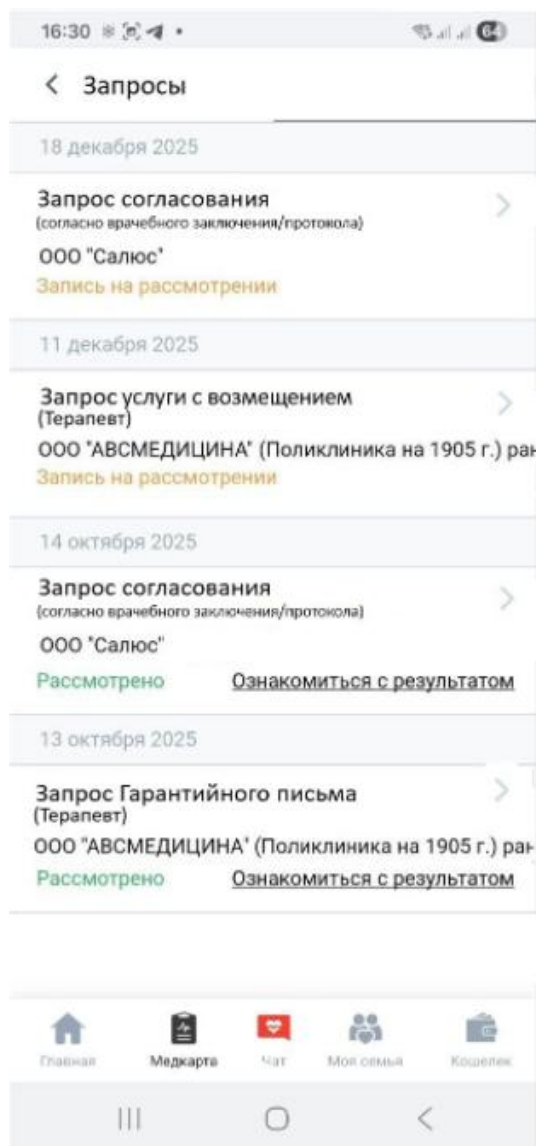 16:30
64
Запросы
18 декабря 2025
Запрос согласования
(согласно врачебного заключения/протокола)
ООО "Салюс"
Запись на рассмотрении
11 декабря 2025
Запрос услуги с возмещением
(Терапевт)
ООО "АВСМЕДИЦИНА" (Поликлиника на 1905 г.) ран
Запись на рассмотрении
14 октября 2025
Запрос согласования
(согласно врачебного заключения/протокола)
ООО "Салюс"
Рассмотрено Ознакомиться с результатом
13 октября 2025
Запрос Гарантийного письма
(Терапевт)
ООО "АВСМЕДИЦИНА" (Поликлиника на 1905 г.) ран
Рассмотрено Ознакомиться с результатом
Главная Медкарта Чат Моя семья Кошелек